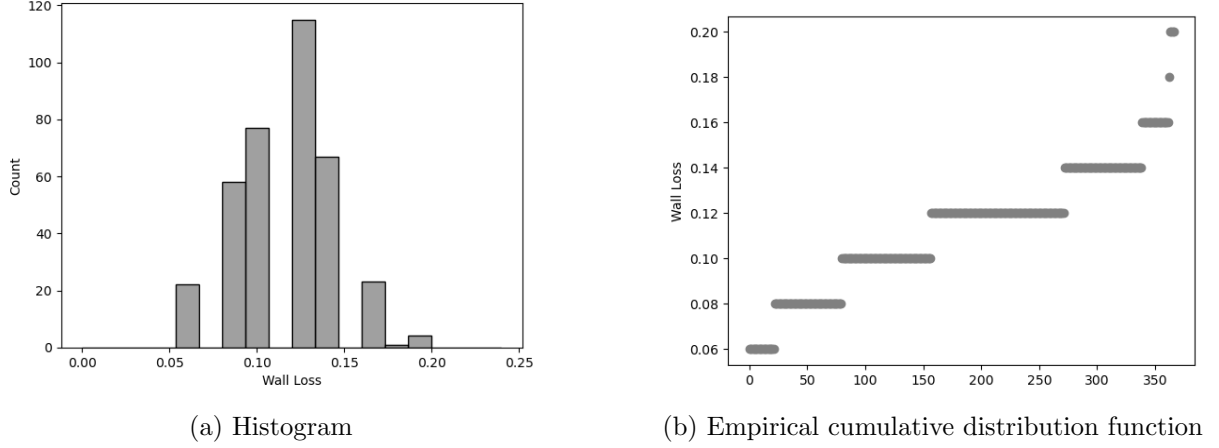 120
100
80
60
40
20
0
Count
0.00 0.05 0.10 0.15 0.20 0.25
Wall Loss
(a) Histogram
0.20
0.18
0.16
0.14
0.12
0.10
0.08
0.06
Wall Loss
0 50 100 150 200 250 300 350
(b) Empirical cumulative distribution function